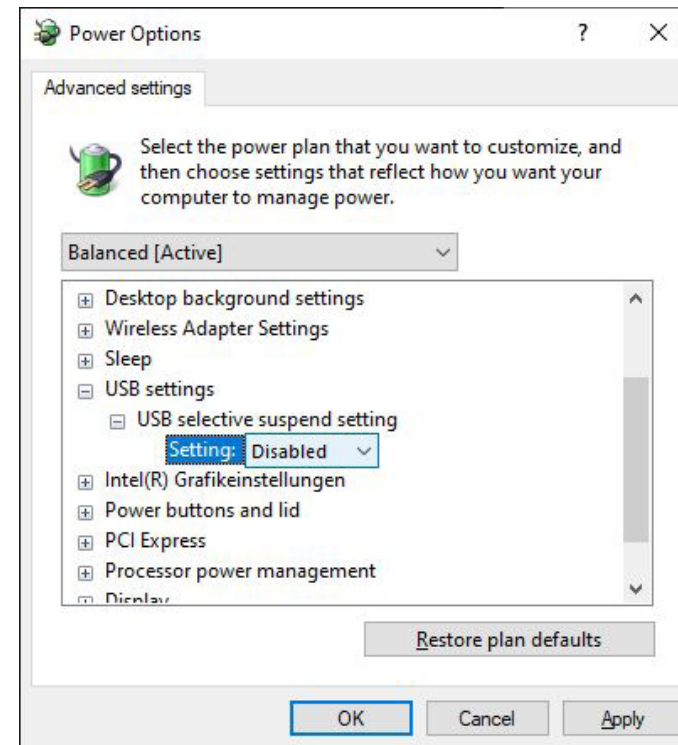 Power Options
Advanced settings
Select the power plan that you want to customize, and
then choose settings that reflect how you want your
computer to manage power.
Balanced [Active]
Desktop background settings
Wireless Adapter Settings
Sleep
USB settings
USB selective suspend setting
Setting: Disabled
Intel(R) Grafikeinstellungen
Power buttons and lid
PCI Express
Processor power management
Display
Restore plan defaults
OK Cancel Apply